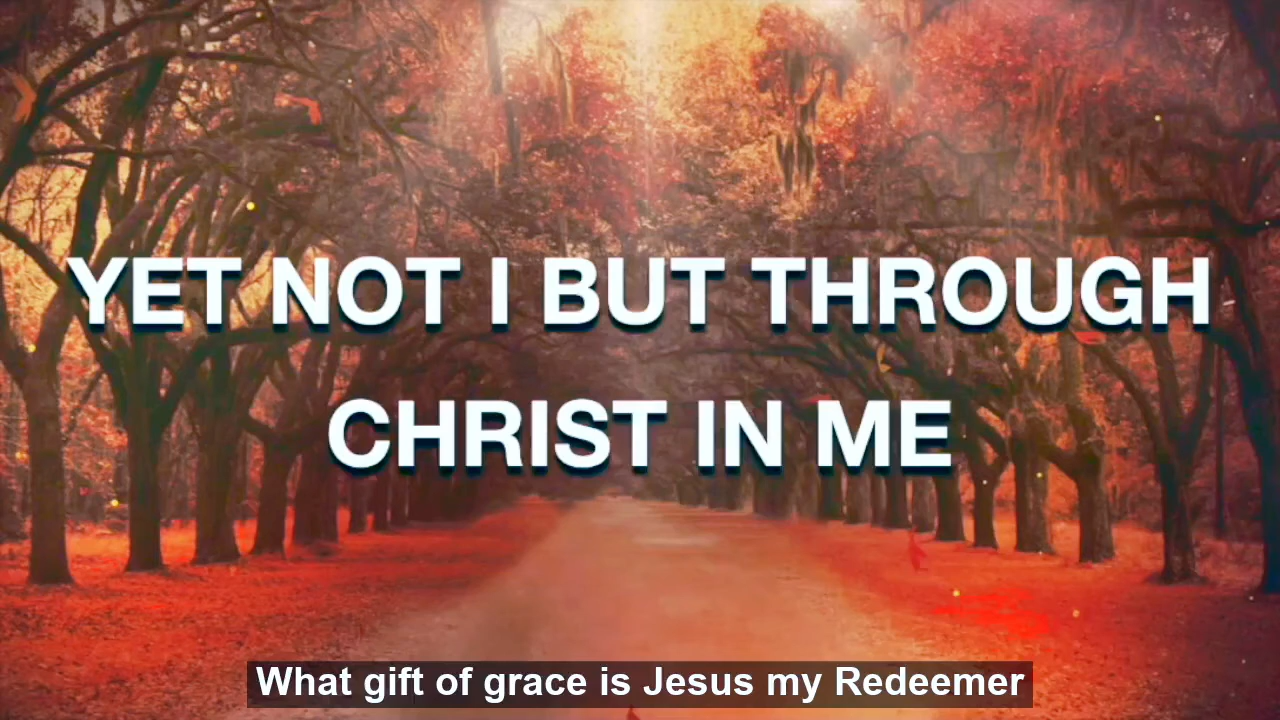 YET NOT I BUT THROUGH
CHRIST IN ME
What gift of grace is Jesus my Redeemer